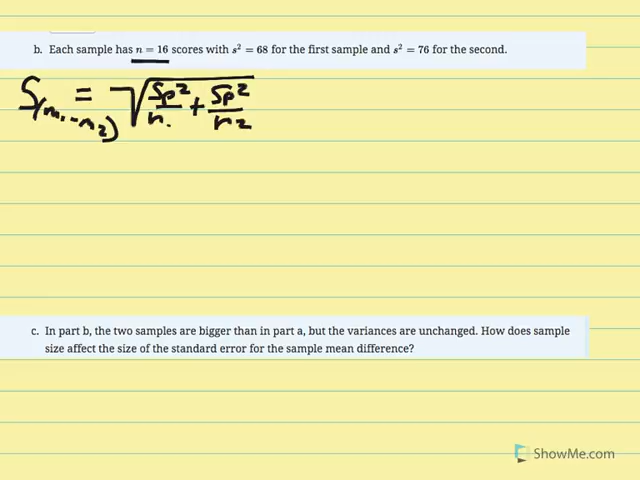 b. Each sample has n = 16 scores with s² = 68 for the first sample and s² = 76 for the second.
S(m₁-m₂) = √(Sp²/n₁ + Sp²/n₂)
c. In part b, the two samples are bigger than in part a, but the variances are unchanged. How does sample
size affect the size of the standard error for the sample mean difference?
ShowMe.com